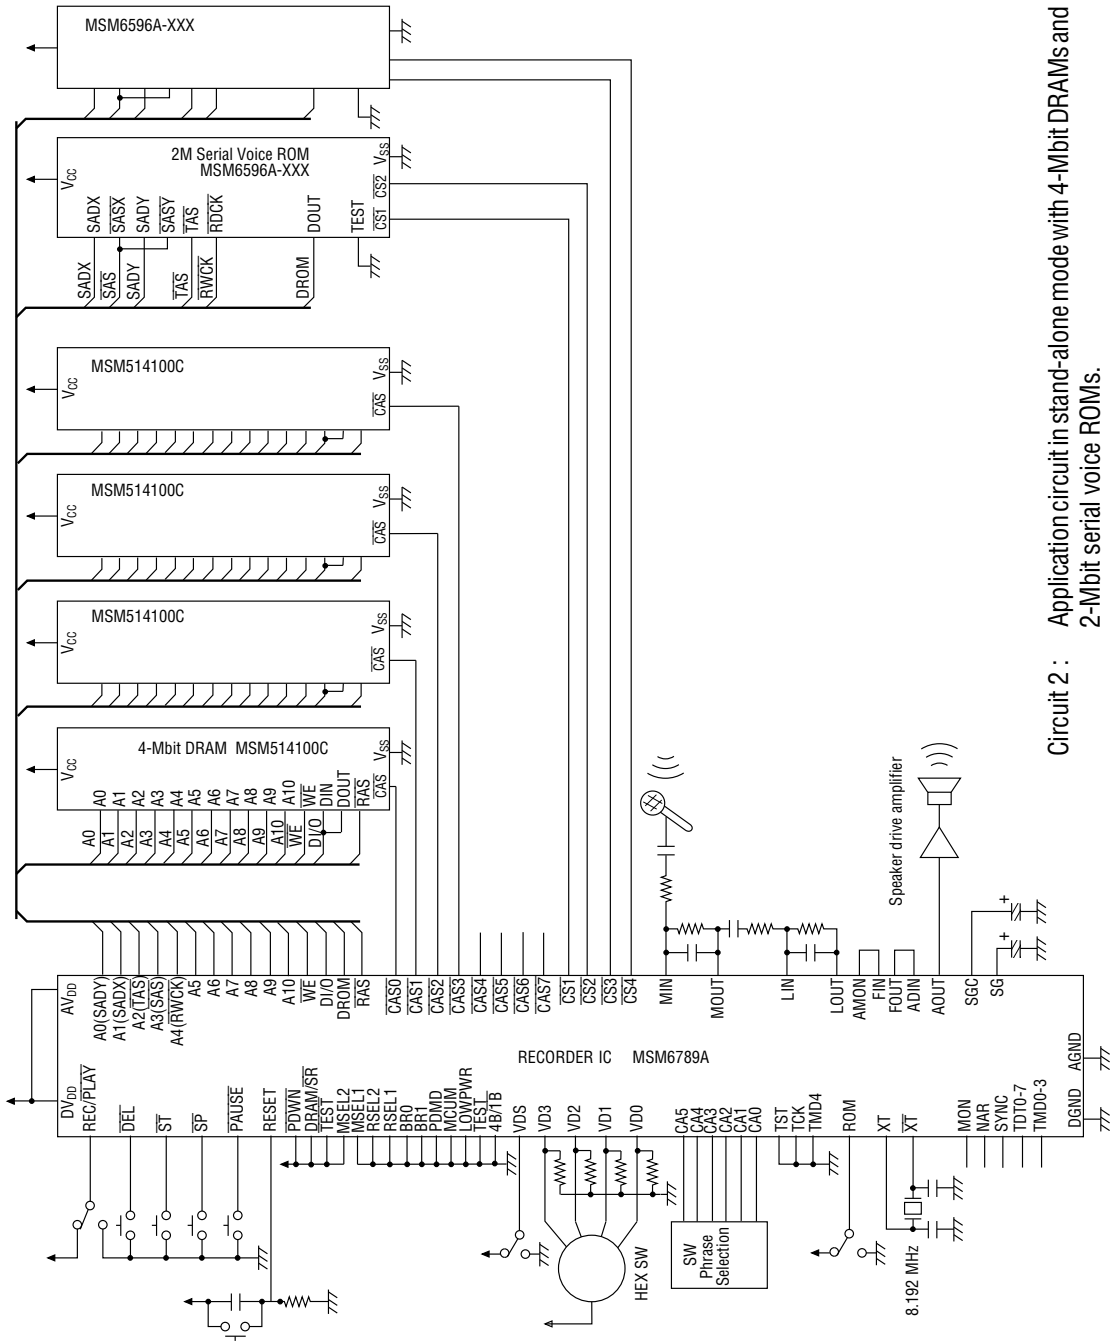 MSM6596A-XXX
2M Serial Voice ROM
MSM6596A-XXX
VCC
VSS
SADX
SASX
SADY
SASY
TAS
RDCK
DOUT
TEST
CS1
CS2
SADX
SAS
SADY
TAS
RWCK
DROM
MSM514100C
VCC
VSS
CAS
MSM514100C
VCC
VSS
CAS
MSM514100C
VCC
VSS
CAS
4-Mbit DRAM MSM514100C
VCC
VSS
CAS
A0
A1
A2
A3
A4
A5
A6
A7
A8
A9
A10
WE
DIN
DOUT
RAS
A0
A1
A2
A3
A4
A5
A6
A7
A8
A9
A10
WE
DI/O
AVDD
A0(SADY)
A1(SADX)
A2(TAS)
A3(SAS)
A4(RWCK)
A5
A6
A7
A8
A9
A10
WE
DI/O
DROM
RAS
CAS0
CAS1
CAS2
CAS3
CAS4
CAS5
CAS6
CAS7
CS1
CS2
CS3
CS4
MIN
MOUT
LIN
LOUT
AMON
FIN
FOUT
ADIN
AOUT
SGC
SG
AGND
Speaker drive amplifier
+
+
RECORDER IC MSM6789A
DVDD
REC/PLAY
DEL
ST
SP
PAUSE
RESET
PDWN
DRAM/SR
TEST
MSEL2
MSEL1
RSEL2
RSEL1
BR0
BR1
PDMD
MCUM
LOWPWR
TEST
4B/1B
VDS
VD3
VD2
VD1
VD0
CA5
CA4
CA3
CA2
CA1
CA0
TST
TCK
TMD4
ROM
XT
XT
MON
NAR
SYNC
TDT0-7
TMD0-3
DGND
HEX SW
SW
Phrase
Selection
8.192 MHz
Circuit 2 : Application circuit in stand-alone mode with 4-Mbit DRAMs and
2-Mbit serial voice ROMs.